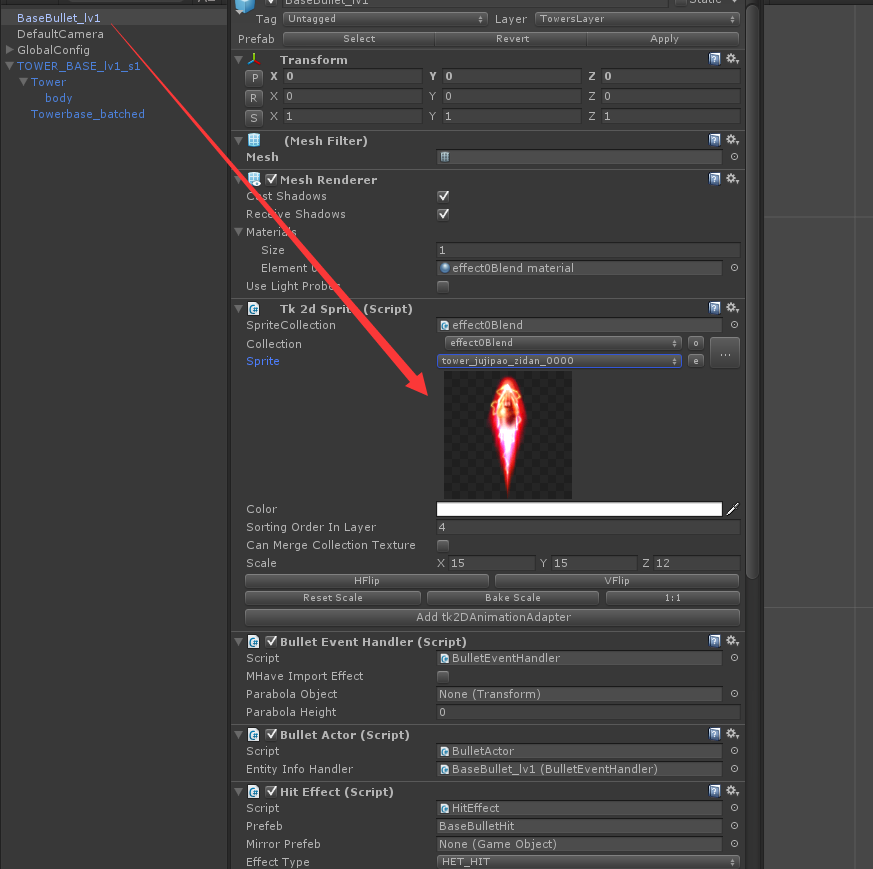 BaseBullet_lv1
DefaultCamera
GlobalConfig
TOWER_BASE_lv1_s1
Tower
body
Towerbase_batched
BaseBullet_lv1 Static
Tag Untagged Layer TowersLayer
Prefab Select Revert Apply
Transform
P X 0 Y 0 Z 0
R X 0 Y 0 Z 0
S X 1 Y 1 Z 1
(Mesh Filter)
Mesh
Mesh Renderer
Cast Shadows
Receive Shadows
Materials
Size 1
Element 0 effect0Blend material
Use Light Probes
Tk 2d Sprite (Script)
SpriteCollection effect0Blend
Collection effect0Blend o ...
Sprite tower_jujipao_zidan_0000 e
Color
Sorting Order In Layer 4
Can Merge Collection Texture
Scale X 15 Y 15 Z 12
HFlip VFlip
Reset Scale Bake Scale 1:1
Add tk2DAnimationAdapter
Bullet Event Handler (Script)
Script BulletEventHandler
MHave Import Effect
Parabola Object None (Transform)
Parabola Height 0
Bullet Actor (Script)
Script BulletActor
Entity Info Handler BaseBullet_lv1 (BulletEventHandler)
Hit Effect (Script)
Script HitEffect
Prefeb BaseBulletHit
Mirror Prefeb None (Game Object)
Effect Type HET_HIT